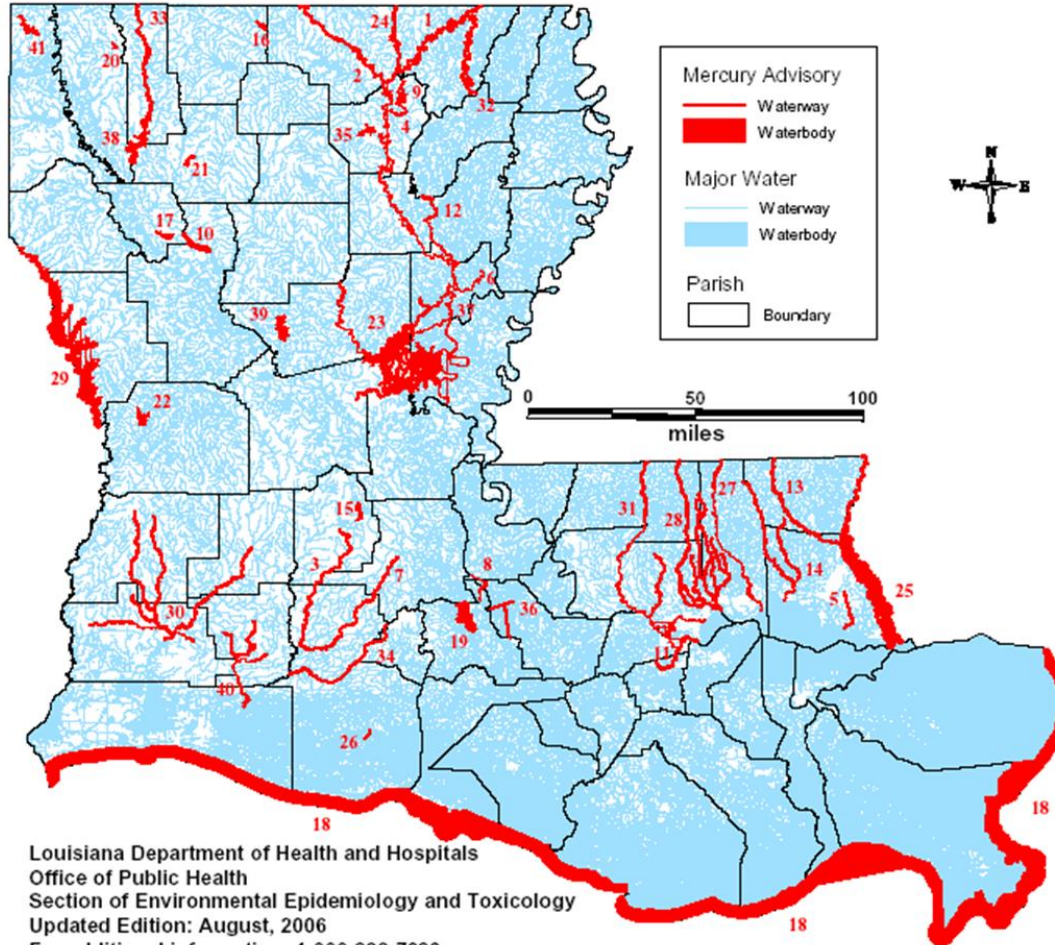 33
24
1
41
16
20
2
9
32
4
35
38
21
12
17
10
39
23
37
29
22
Mercury Advisory
Waterway
Waterbody
Major Water
Waterway
Waterbody
Parish
Boundary
N
W E
S
0 50 100
miles
31
28
27
13
15
3
7
8
14
5
25
30
36
19
34
11
40
26
18
18
18
Louisiana Department of Health and Hospitals
Office of Public Health
Section of Environmental Epidemiology and Toxicology
Updated Edition: August, 2006
For additional information